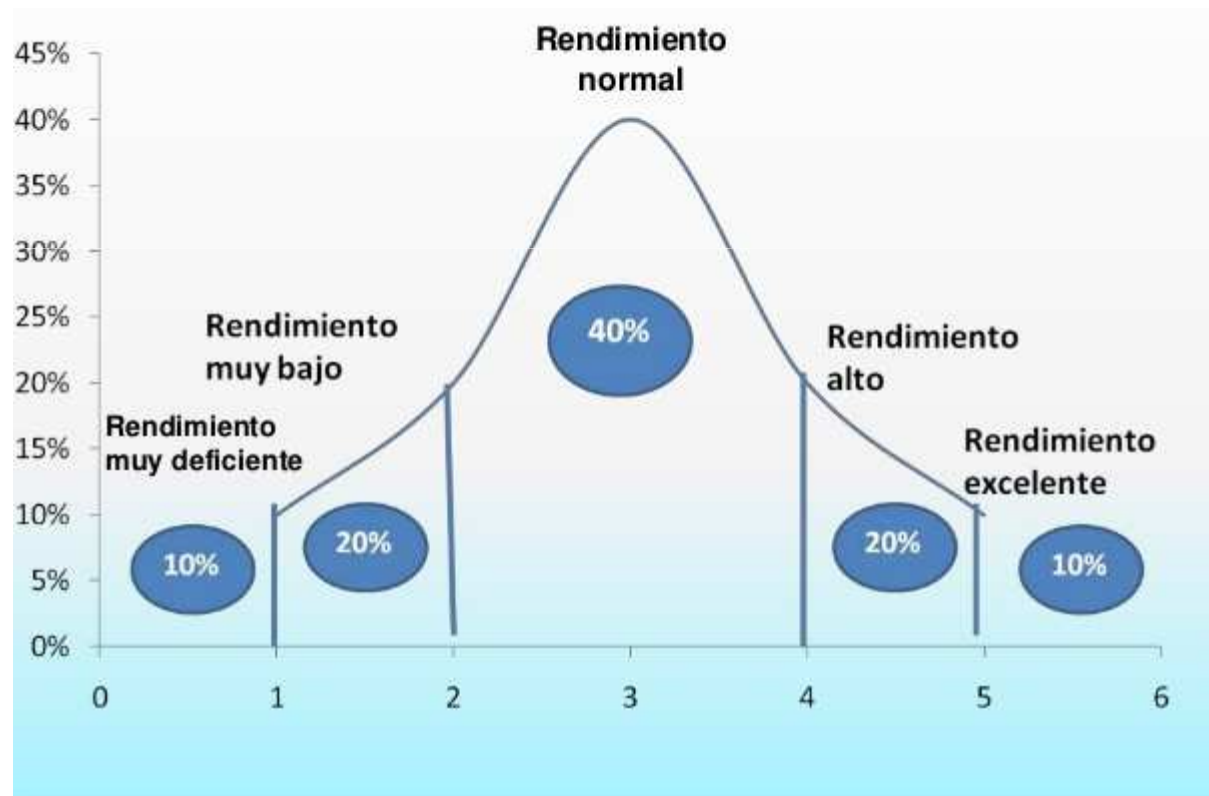 Rendimiento
normal
45%
40%
35%
30%
25%
20%
15%
10%
5%
0%
Rendimiento
muy bajo
Rendimiento
muy deficiente
Rendimiento
alto
Rendimiento
excelente
40%
10%
20%
20%
10%
0 1 2 3 4 5 6